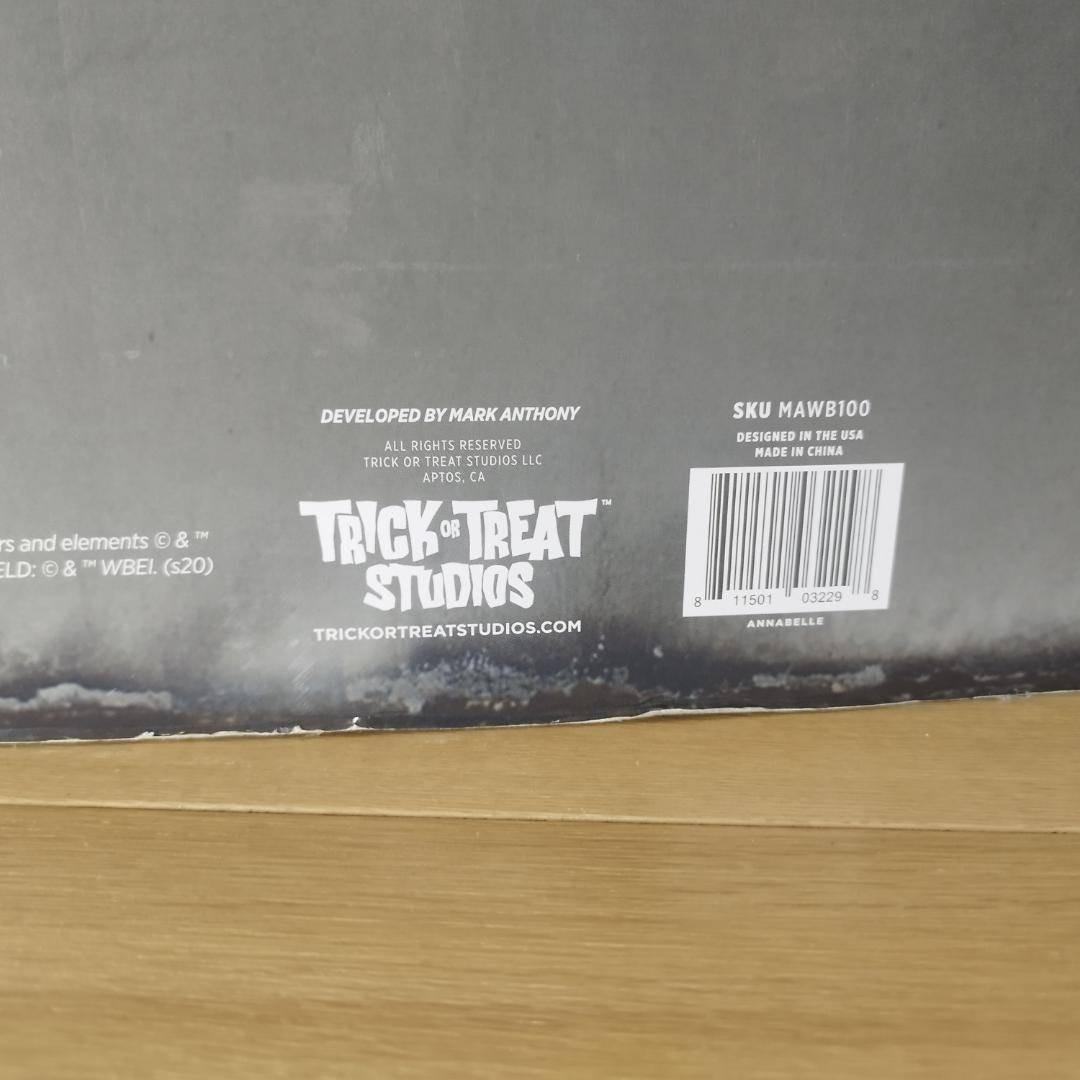 rs and elements © & ™
ELD: © & ™ WBEI. (s20)
DEVELOPED BY MARK ANTHONY
ALL RIGHTS RESERVED
TRICK OR TREAT STUDIOS LLC
APTOS, CA
TRICK OR TREAT™
STUDIOS
TRICKORTREATSTUDIOS.COM
SKU MAWB100
DESIGNED IN THE USA
MADE IN CHINA
8 11501 03229 8
ANNABELLE